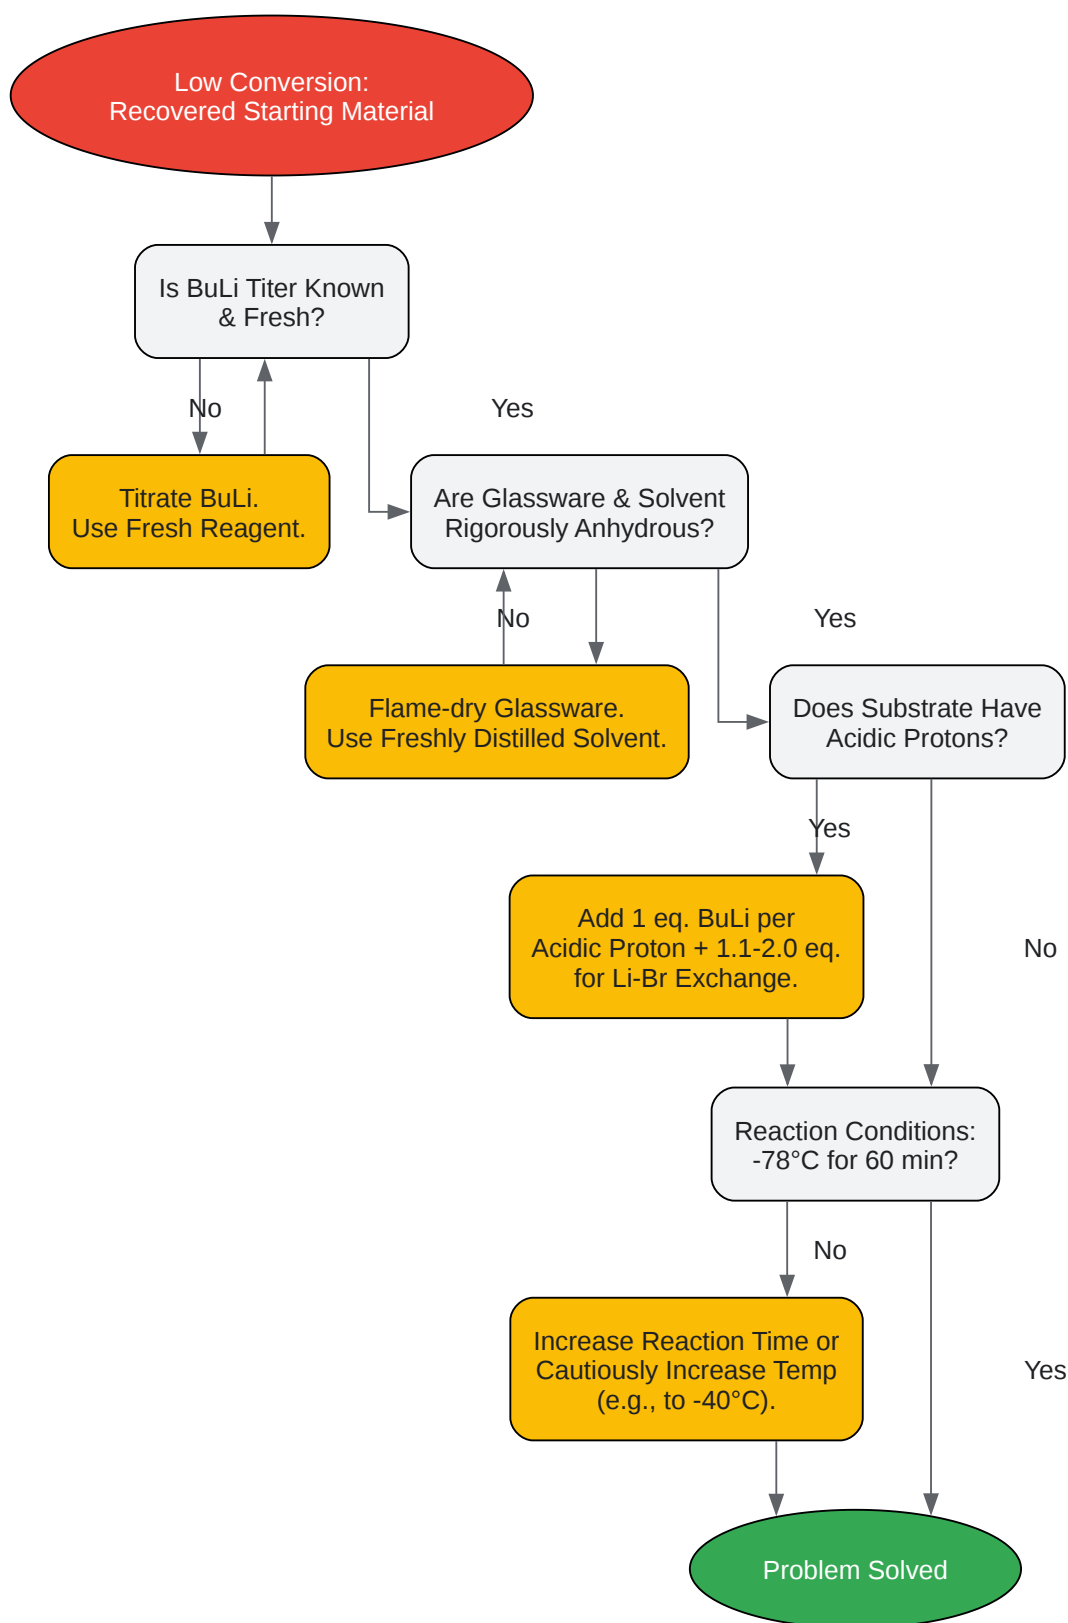 Low Conversion:
Recovered Starting Material
Is BuLi Titer Known
& Fresh?
No
Yes
Titrate BuLi.
Use Fresh Reagent.
Are Glassware & Solvent
Rigorously Anhydrous?
No
Yes
Flame-dry Glassware.
Use Freshly Distilled Solvent.
Does Substrate Have
Acidic Protons?
Yes
Add 1 eq. BuLi per
Acidic Proton + 1.1-2.0 eq.
for Li-Br Exchange.
No
Reaction Conditions:
-78°C for 60 min?
No
Increase Reaction Time or
Cautiously Increase Temp
(e.g., to -40°C).
Yes
Problem Solved